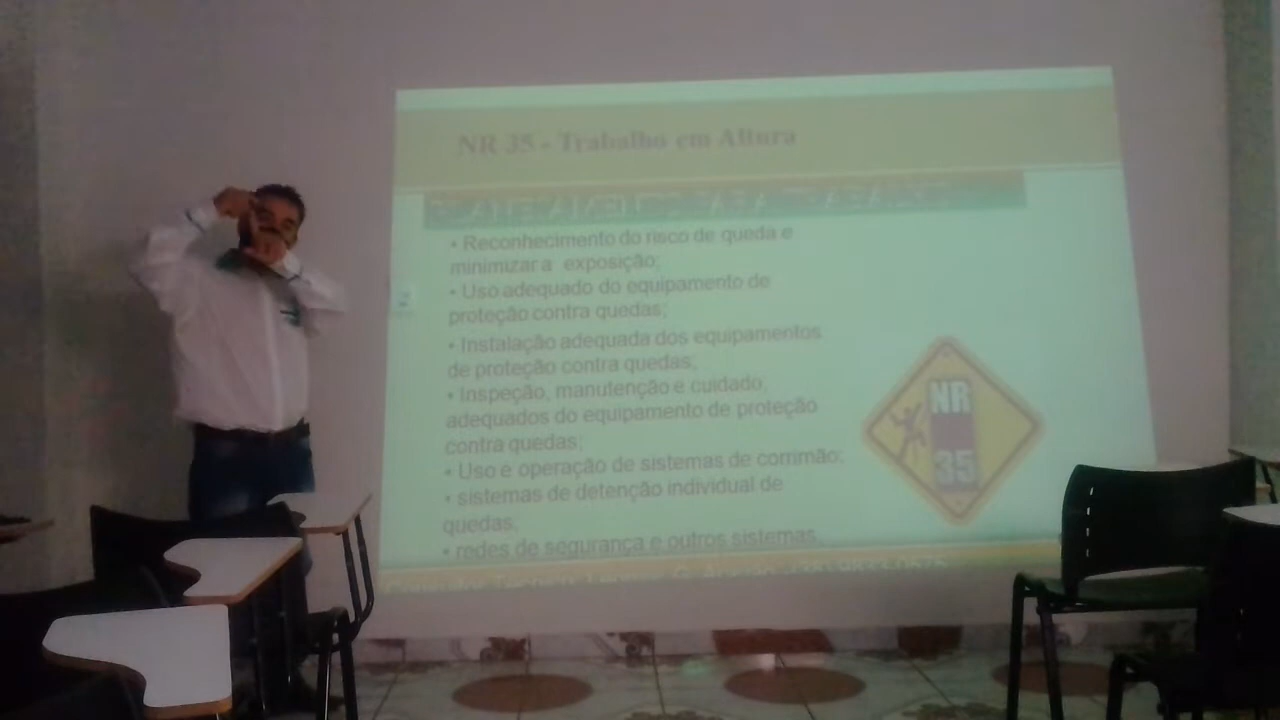 NR 35 - Trabalho em Altura
• Reconhecimento do risco de queda e
minimizar a exposição;
• Uso adequado do equipamento de
proteção contra quedas;
• Instalação adequada dos equipamentos
de proteção contra quedas;
• Inspeção, manutenção e cuidado
adequados do equipamento de proteção
contra quedas;
• Uso e operação de sistemas de corrimão;
• sistemas de detenção individual de
quedas,
• redes de segurança e outros sistemas
NR
35